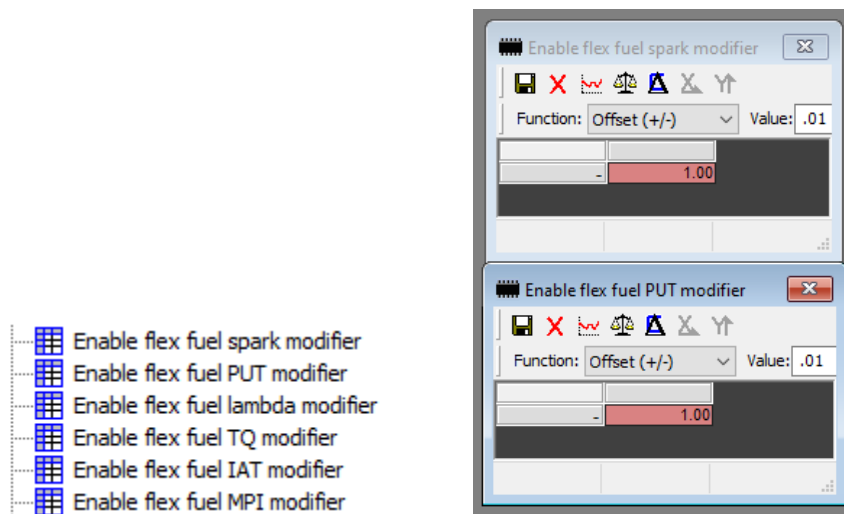 Enable flex fuel spark modifier
Enable flex fuel PUT modifier
Enable flex fuel lambda modifier
Enable flex fuel TQ modifier
Enable flex fuel IAT modifier
Enable flex fuel MPI modifier
Enable flex fuel spark modifier
Function: Offset (+/-) Value: .01
- 1.00
Enable flex fuel PUT modifier
Function: Offset (+/-) Value: .01
- 1.00